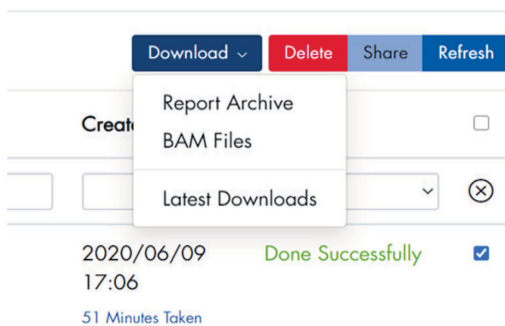 Download Delete Share Refresh
Report Archive
Creat
BAM Files
Latest Downloads
2020/06/09 Done Successfully
17:06
51 Minutes Taken